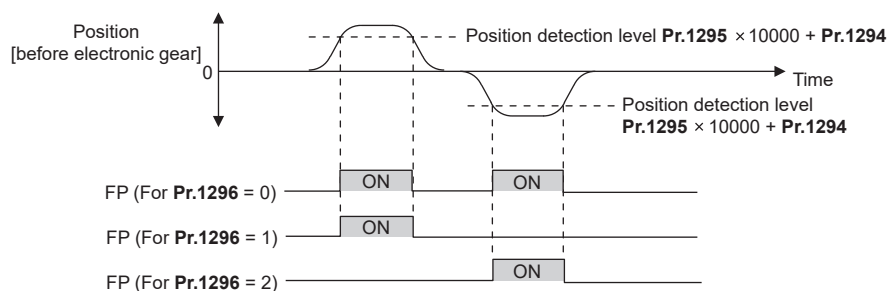 Position
[before electronic gear]
Position detection level Pr.1295 × 10000 + Pr.1294
0
Time
Position detection level
Pr.1295 × 10000 + Pr.1294
FP (For Pr.1296 = 0)
ON
ON
FP (For Pr.1296 = 1)
ON
FP (For Pr.1296 = 2)
ON